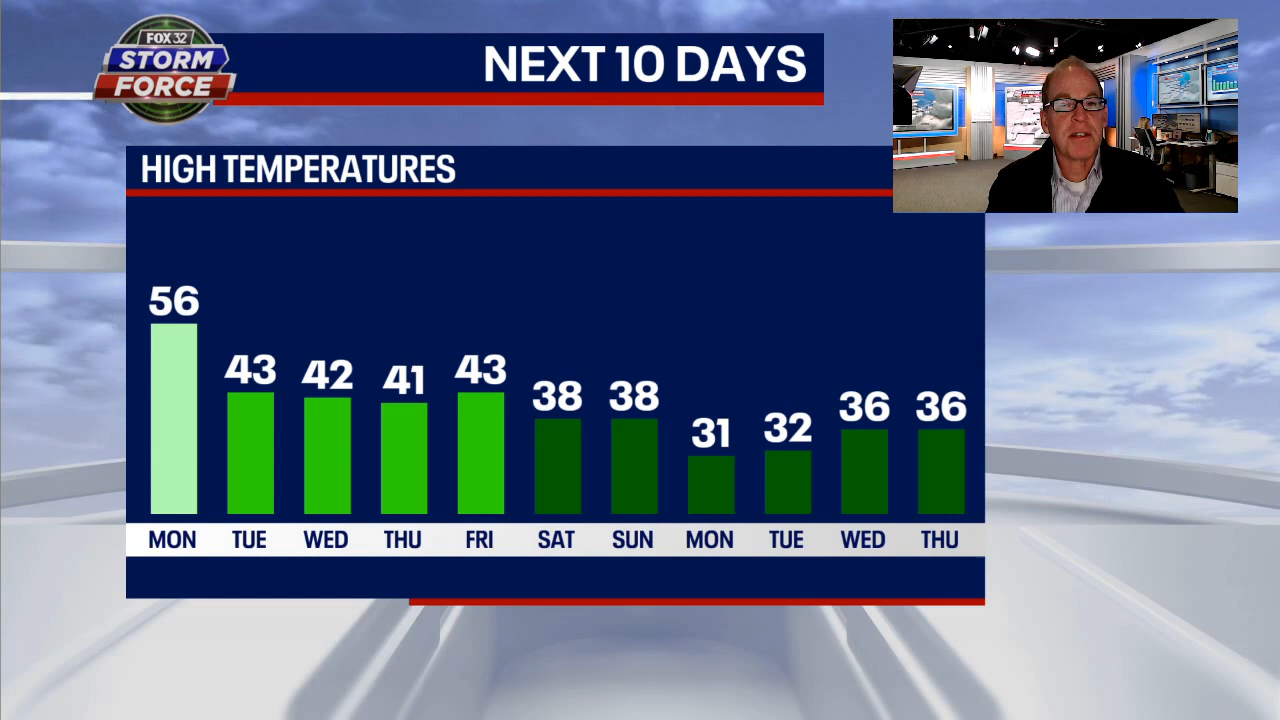 FOX 32
STORM
FORCE
NEXT 10 DAYS
HIGH TEMPERATURES
56 43 42 41 43 38 38 31 32 36 36
MON TUE WED THU FRI SAT SUN MON TUE WED THU